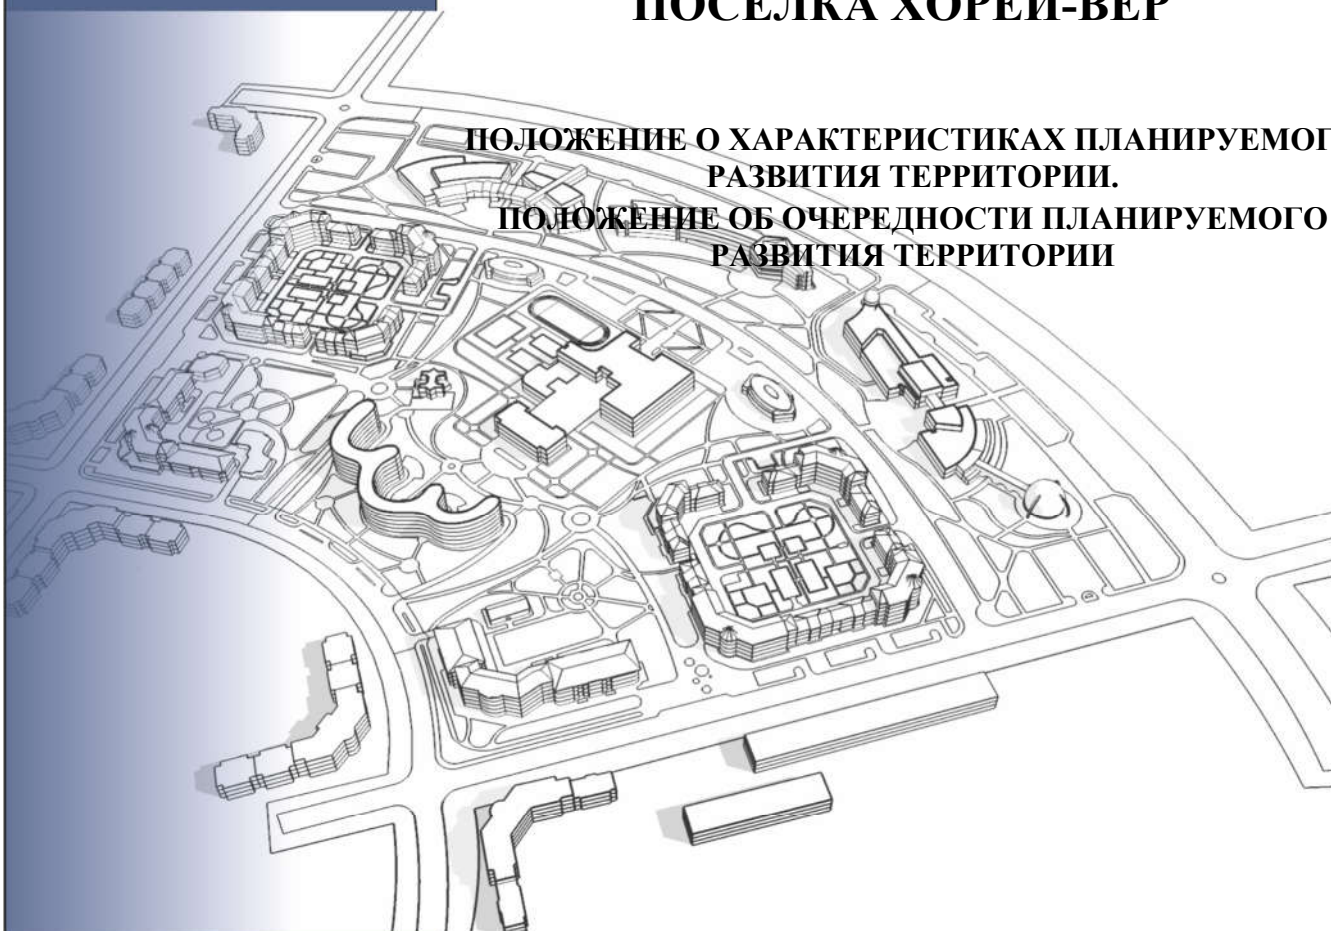 ПОСЕЛКА ХОРЕЙ-ВЕР
ПОЛОЖЕНИЕ О ХАРАКТЕРИСТИКАХ ПЛАНИРУЕМОГ
РАЗВИТИЯ ТЕРРИТОРИИ.
ПОЛОЖЕНИЕ ОБ ОЧЕРЕДНОСТИ ПЛАНИРУЕМОГО
РАЗВИТИЯ ТЕРРИТОРИИ